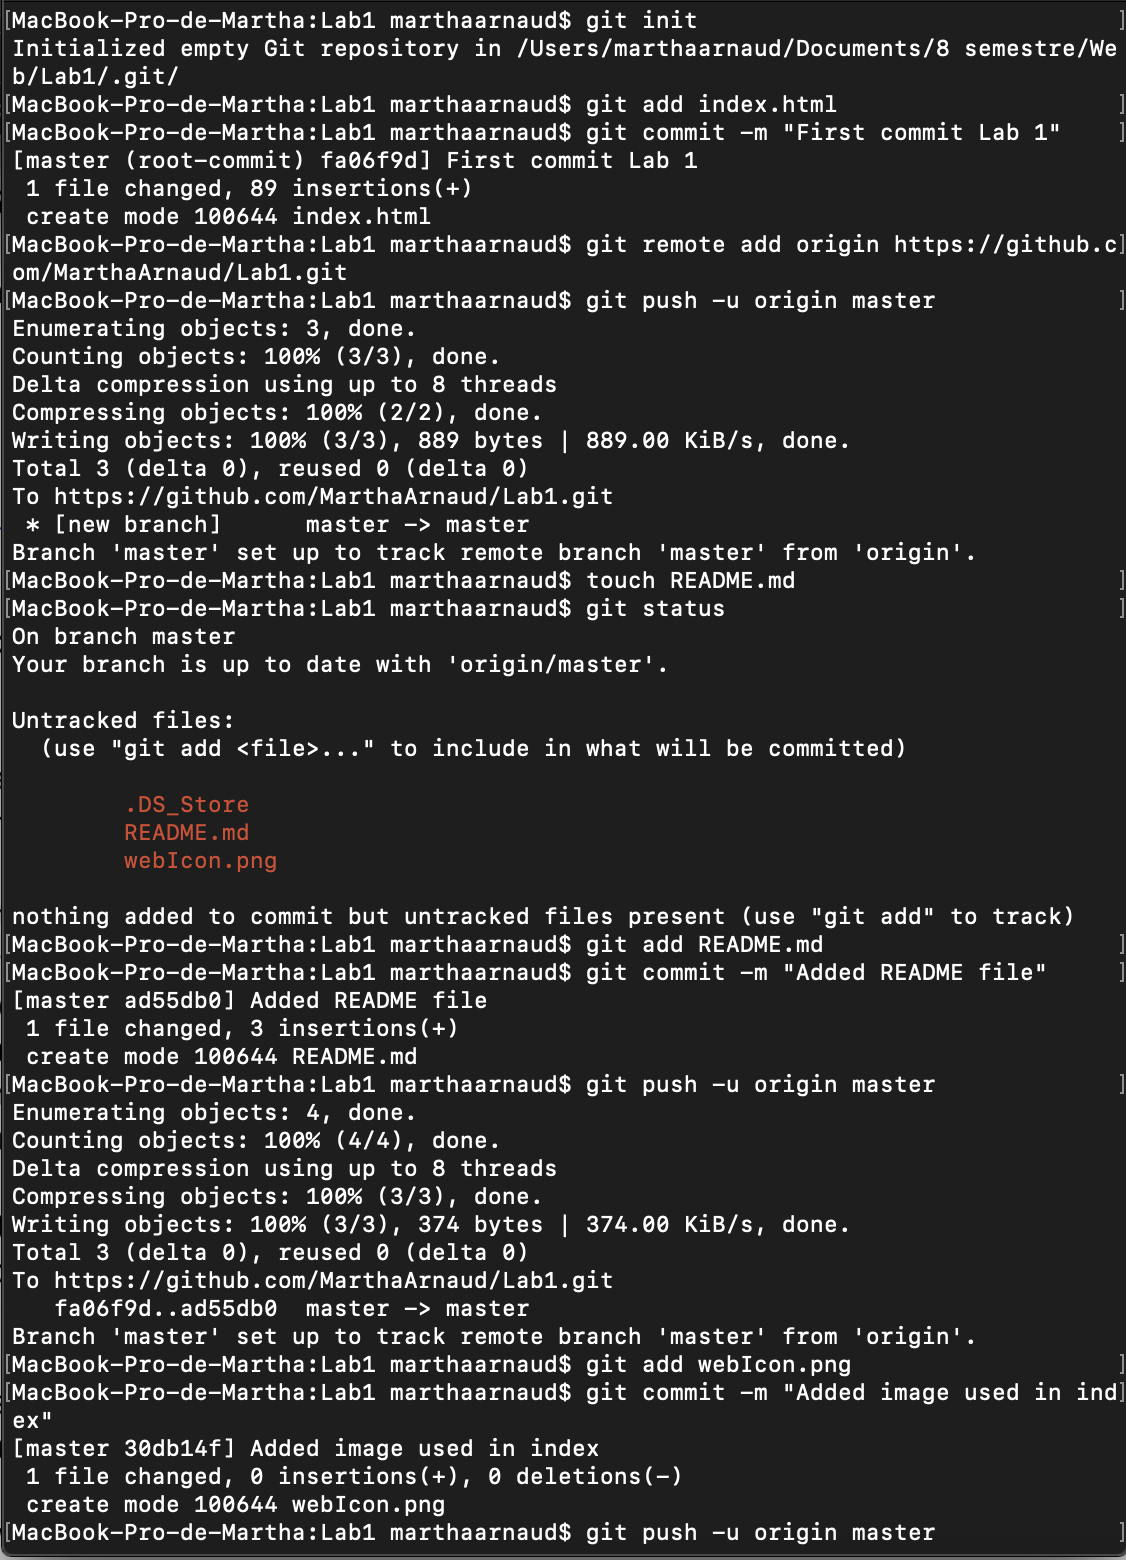 [MacBook-Pro-de-Martha:Lab1 marthaarnaud$ git init ]
Initialized empty Git repository in /Users/marthaarnaud/Documents/8 semestre/We
b/Lab1/.git/
[MacBook-Pro-de-Martha:Lab1 marthaarnaud$ git add index.html ]
[MacBook-Pro-de-Martha:Lab1 marthaarnaud$ git commit -m "First commit Lab 1" ]
[master (root-commit) fa06f9d] First commit Lab 1
 1 file changed, 89 insertions(+)
 create mode 100644 index.html
[MacBook-Pro-de-Martha:Lab1 marthaarnaud$ git remote add origin https://github.c]
om/MarthaArnaud/Lab1.git
[MacBook-Pro-de-Martha:Lab1 marthaarnaud$ git push -u origin master ]
Enumerating objects: 3, done.
Counting objects: 100% (3/3), done.
Delta compression using up to 8 threads
Compressing objects: 100% (2/2), done.
Writing objects: 100% (3/3), 889 bytes | 889.00 KiB/s, done.
Total 3 (delta 0), reused 0 (delta 0)
To https://github.com/MarthaArnaud/Lab1.git
 * [new branch]      master -> master
Branch 'master' set up to track remote branch 'master' from 'origin'.
[MacBook-Pro-de-Martha:Lab1 marthaarnaud$ touch README.md ]
[MacBook-Pro-de-Martha:Lab1 marthaarnaud$ git status ]
On branch master
Your branch is up to date with 'origin/master'.

Untracked files:
  (use "git add <file>..." to include in what will be committed)

        .DS_Store
        README.md
        webIcon.png

nothing added to commit but untracked files present (use "git add" to track)
[MacBook-Pro-de-Martha:Lab1 marthaarnaud$ git add README.md ]
[MacBook-Pro-de-Martha:Lab1 marthaarnaud$ git commit -m "Added README file" ]
[master ad55db0] Added README file
 1 file changed, 3 insertions(+)
 create mode 100644 README.md
[MacBook-Pro-de-Martha:Lab1 marthaarnaud$ git push -u origin master ]
Enumerating objects: 4, done.
Counting objects: 100% (4/4), done.
Delta compression using up to 8 threads
Compressing objects: 100% (3/3), done.
Writing objects: 100% (3/3), 374 bytes | 374.00 KiB/s, done.
Total 3 (delta 0), reused 0 (delta 0)
To https://github.com/MarthaArnaud/Lab1.git
   fa06f9d..ad55db0  master -> master
Branch 'master' set up to track remote branch 'master' from 'origin'.
[MacBook-Pro-de-Martha:Lab1 marthaarnaud$ git add webIcon.png ]
[MacBook-Pro-de-Martha:Lab1 marthaarnaud$ git commit -m "Added image used in ind]
ex"
[master 30db14f] Added image used in index
 1 file changed, 0 insertions(+), 0 deletions(-)
 create mode 100644 webIcon.png
[MacBook-Pro-de-Martha:Lab1 marthaarnaud$ git push -u origin master ]